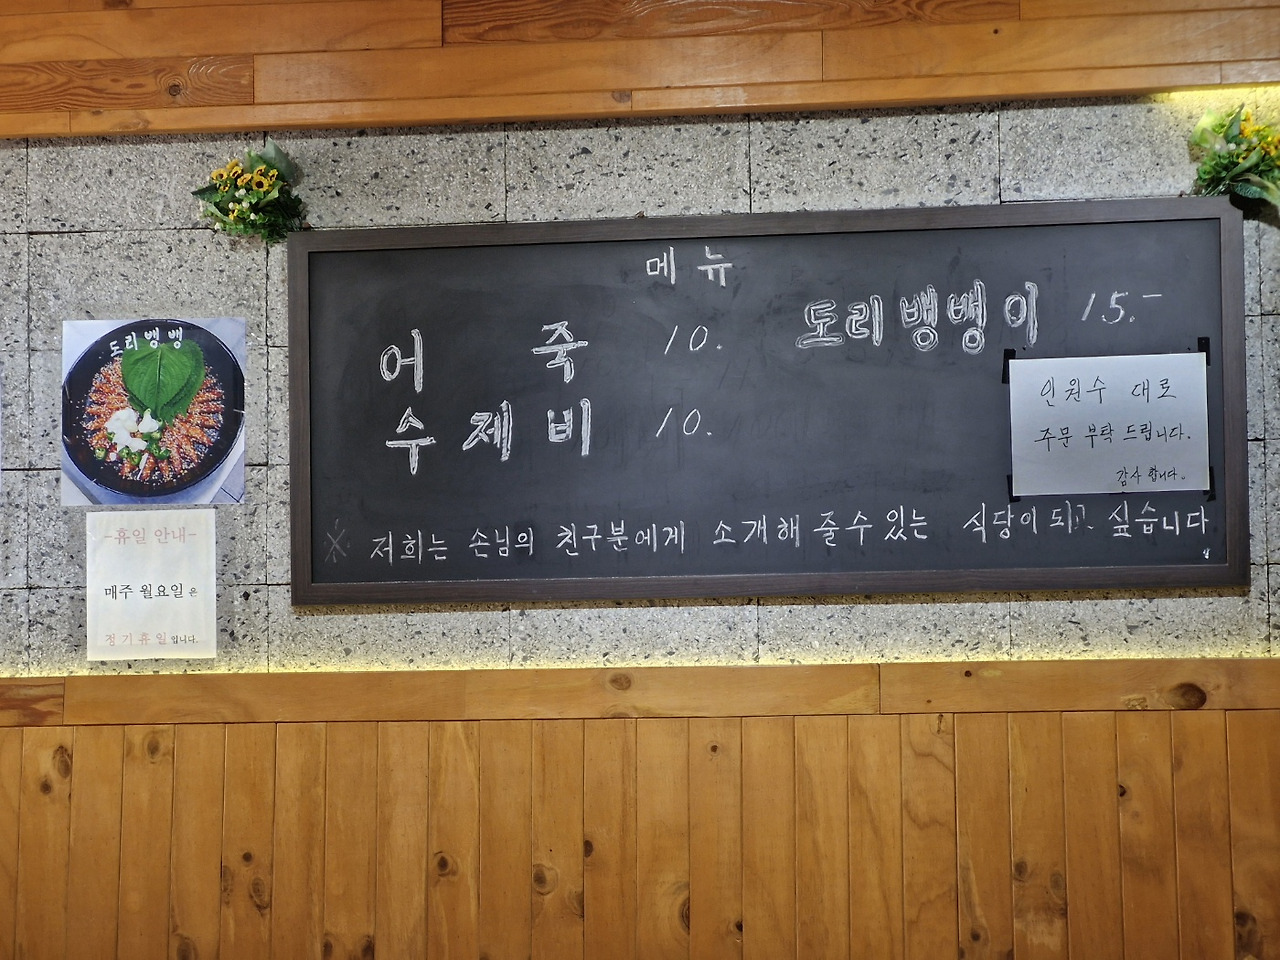 메뉴
어죽 10.
수제비 10.
도리뱅뱅이 15.-
인원수 대로
주문 부탁 드립니다.
감사 합니다.
※ 저희는 손님의 친구분에게 소개해 줄수 있는 식당이 되고 싶습니다
도리뱅뱅
-휴일 안내-
매주 월요일은
정기휴일입니다.